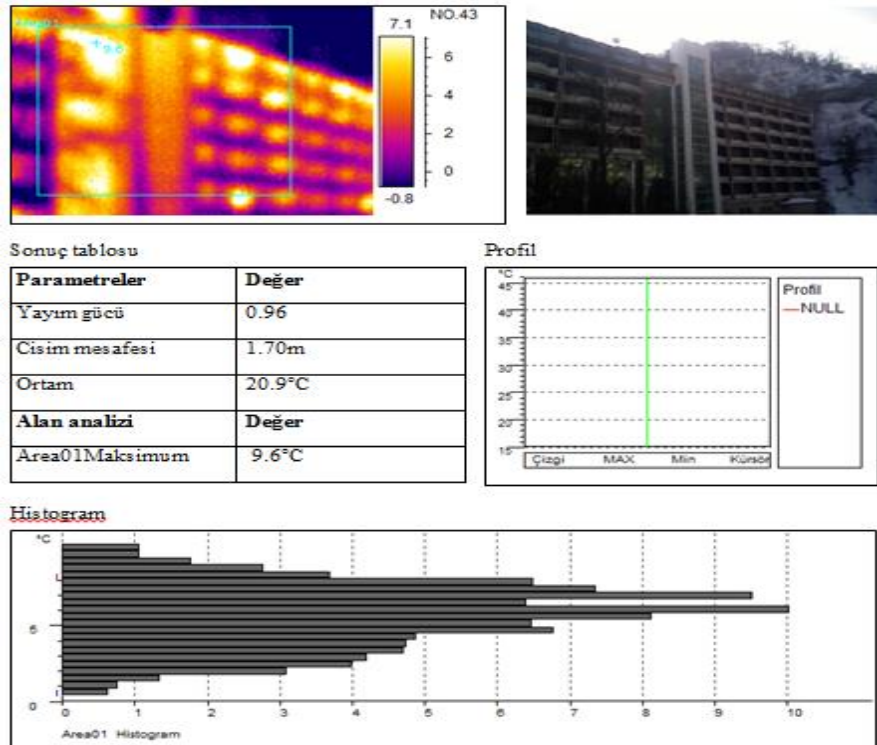 NO.43
Area01
9.6
7.1
6
4
2
0
-0.8
Sonuç tablosu
Parametreler Değer
Yayım gücü 0.96
Cisim mesafesi 1.70m
Ortam 20.9°C
Alan analizi Değer
Area01Maksimum 9.6°C
Profil
°C
45
40
35
30
25
20
15
Çizgi MAX Min Kürsör
Profil
NULL
Histogram
°C
5
0
0 1 2 3 4 5 6 7 8 9 10
Area01 Histogram